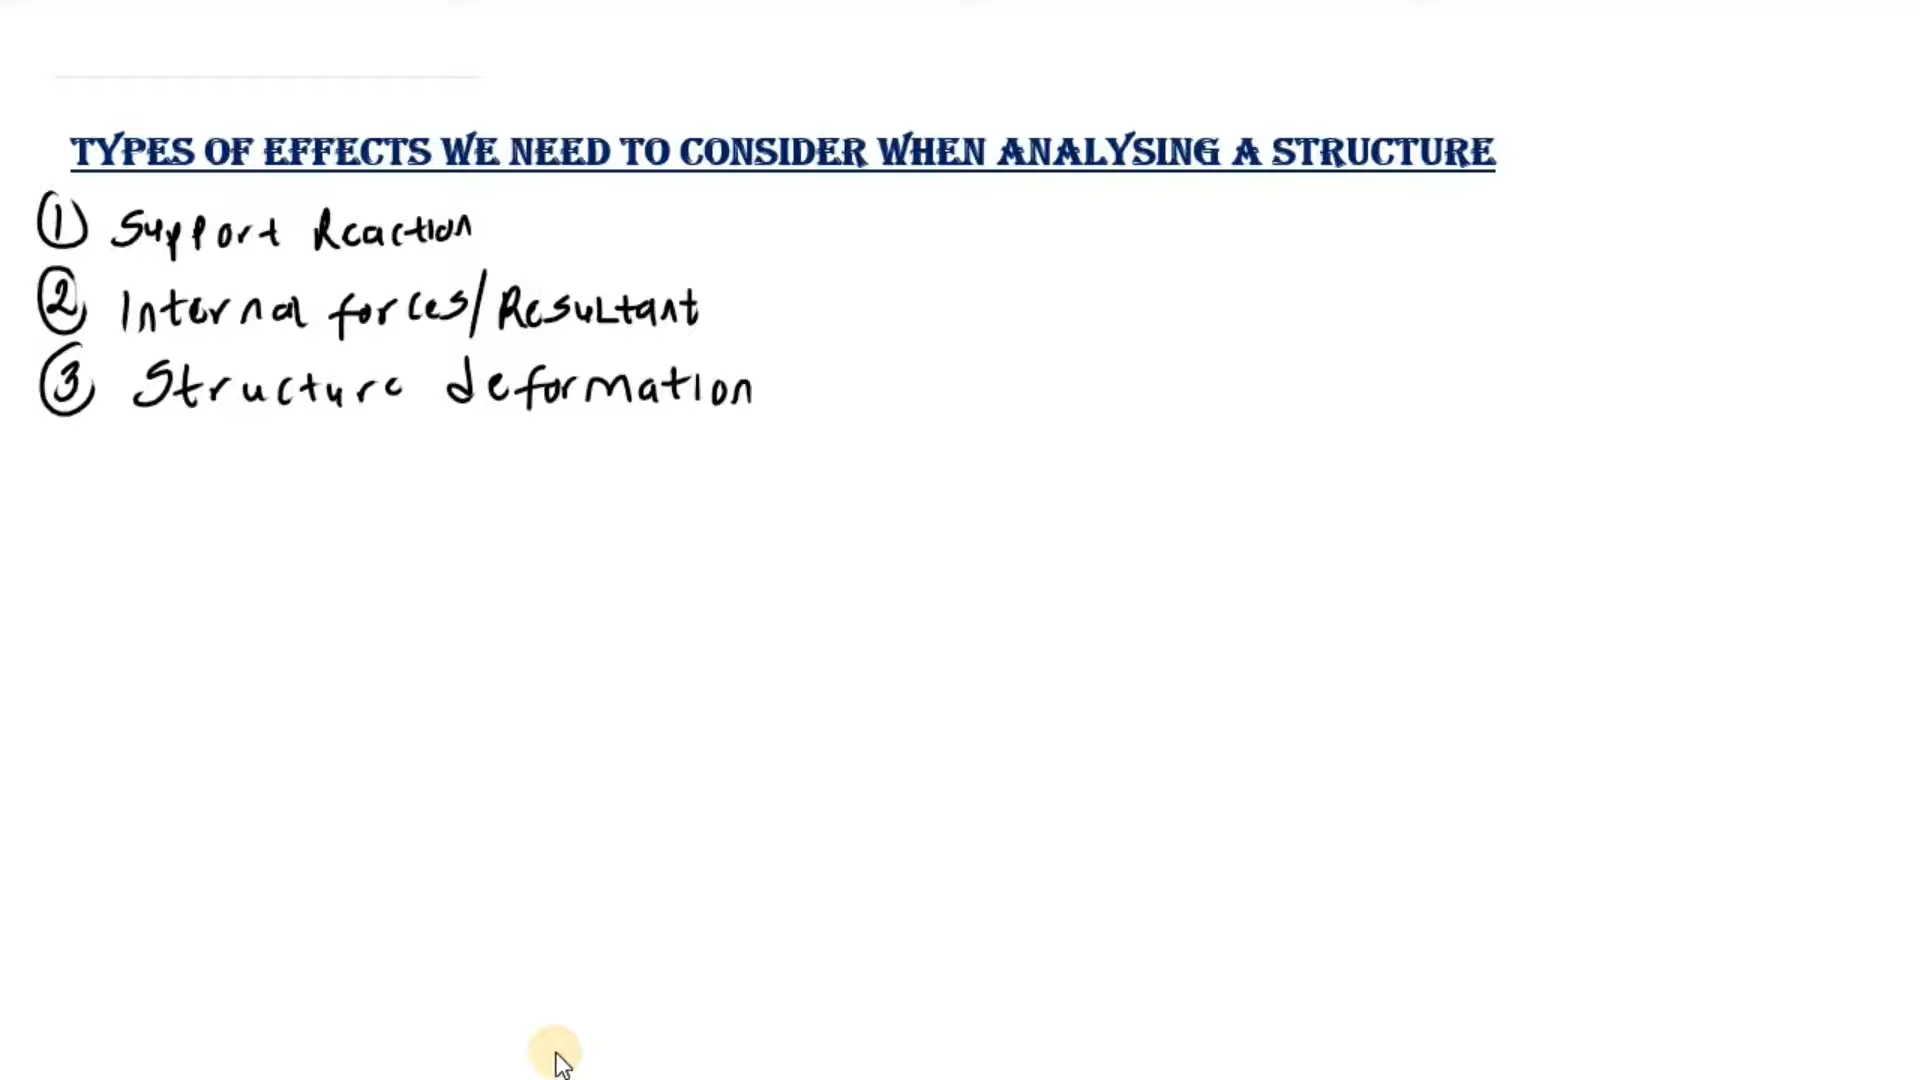 TYPES OF EFFECTS WE NEED TO CONSIDER WHEN ANALYSING A STRUCTURE
① Support Reaction
② Internal forces/Resultant
③ Structure deformation